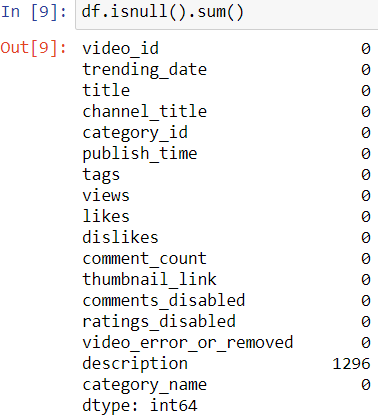 In [9]: df.isnull().sum()
Out[9]: video_id 0
trending_date 0
title 0
channel_title 0
category_id 0
publish_time 0
tags 0
views 0
likes 0
dislikes 0
comment_count 0
thumbnail_link 0
comments_disabled 0
ratings_disabled 0
video_error_or_removed 0
description 1296
category_name 0
dtype: int64